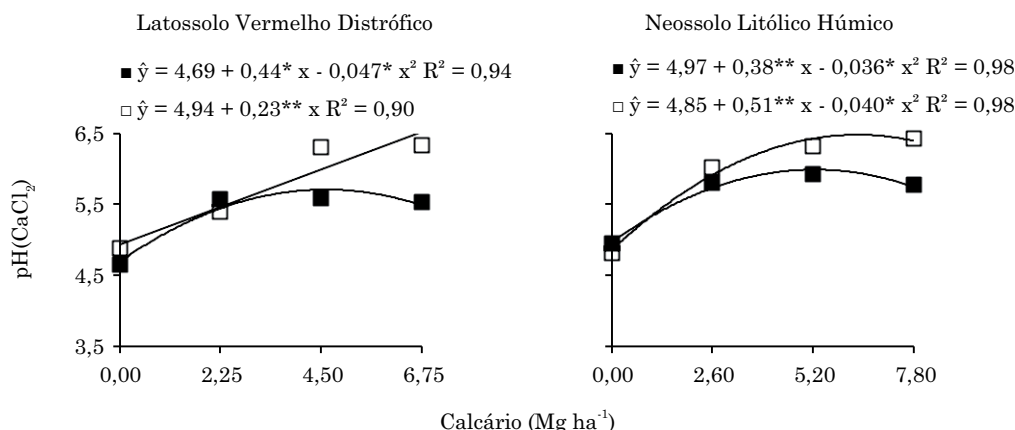 Latossolo Vermelho Distrófico
■ ŷ = 4,69 + 0,44* x - 0,047* x² R² = 0,94
□ ŷ = 4,94 + 0,23** x R² = 0,90
Neossolo Litólico Húmico
■ ŷ = 4,97 + 0,38** x - 0,036* x² R² = 0,98
□ ŷ = 4,85 + 0,51** x - 0,040* x² R² = 0,98
pH(CaCl₂)
6,5
5,5
4,5
3,5
0,00 2,25 4,50 6,75
0,00 2,60 5,20 7,80
Calcário (Mg ha⁻¹)